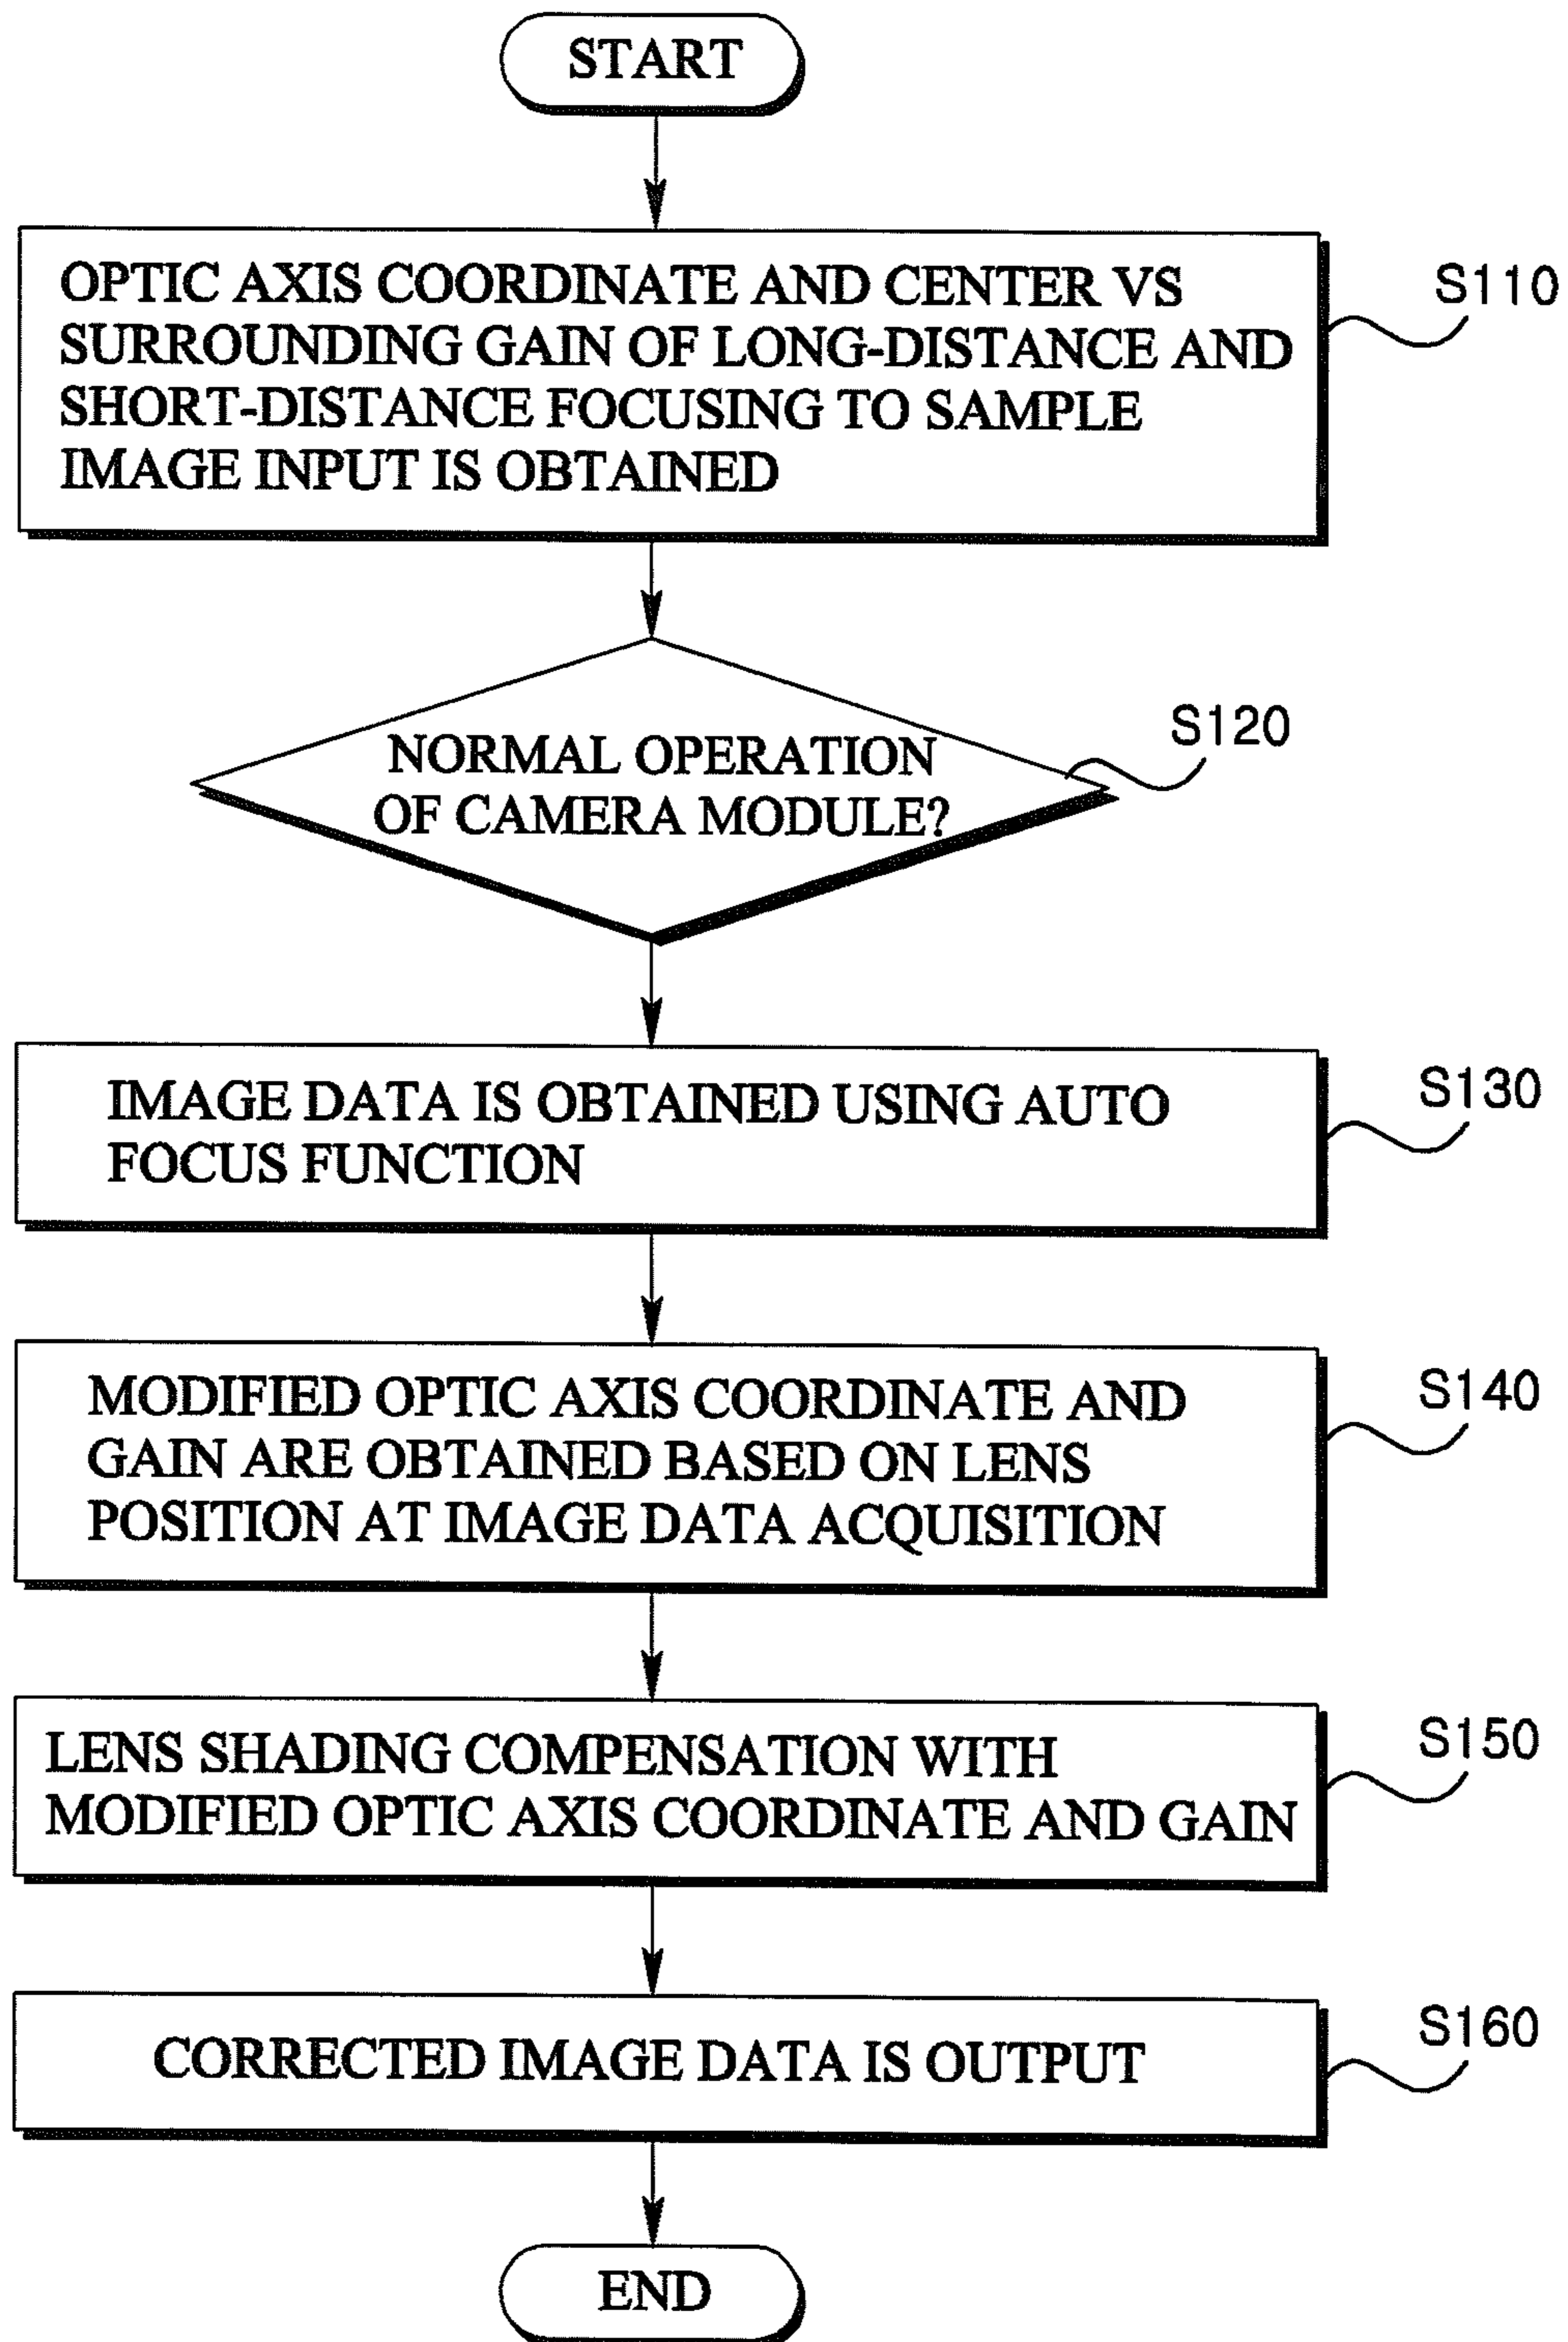 START
OPTIC AXIS COORDINATE AND CENTER VS
SURROUNDING GAIN OF LONG-DISTANCE AND
SHORT-DISTANCE FOCUSING TO SAMPLE
IMAGE INPUT IS OBTAINED
S110
NORMAL OPERATION
OF CAMERA MODULE?
S120
IMAGE DATA IS OBTAINED USING AUTO
FOCUS FUNCTION
S130
MODIFIED OPTIC AXIS COORDINATE AND
GAIN ARE OBTAINED BASED ON LENS
POSITION AT IMAGE DATA ACQUISITION
S140
LENS SHADING COMPENSATION WITH
MODIFIED OPTIC AXIS COORDINATE AND GAIN
S150
CORRECTED IMAGE DATA IS OUTPUT
S160
END